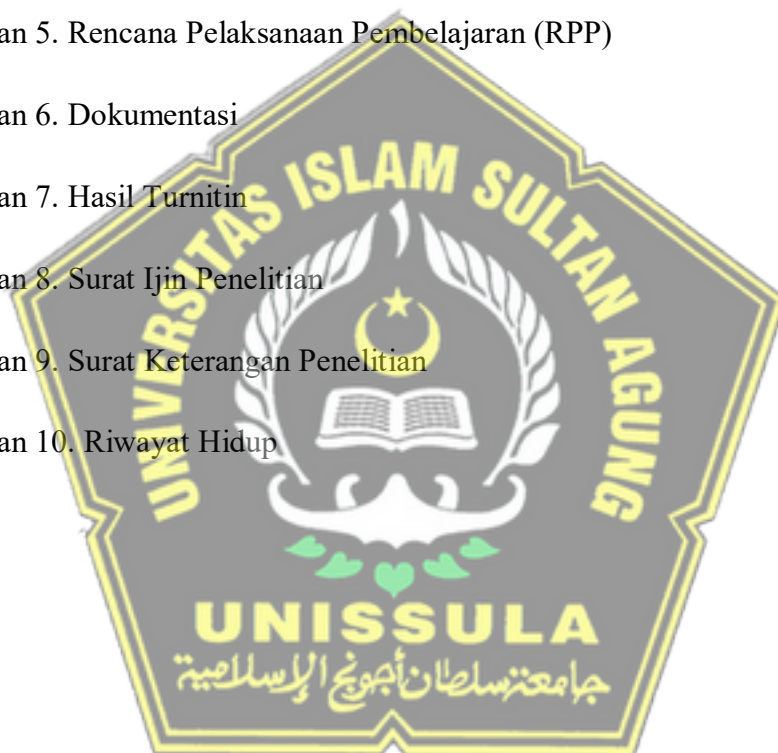 an 5. Rencana Pelaksanaan Pembelajaran (RPP)
an 6. Dokumentasi
an 7. Hasil Turnitin
an 8. Surat Ijin Penelitian
an 9. Surat Keterangan Penelitian
an 10. Riwayat Hidup
UNIVERSITAS ISLAM SULTAN AGUNG
UNISSULA
جامعة سلطان أجونج الإسلامية